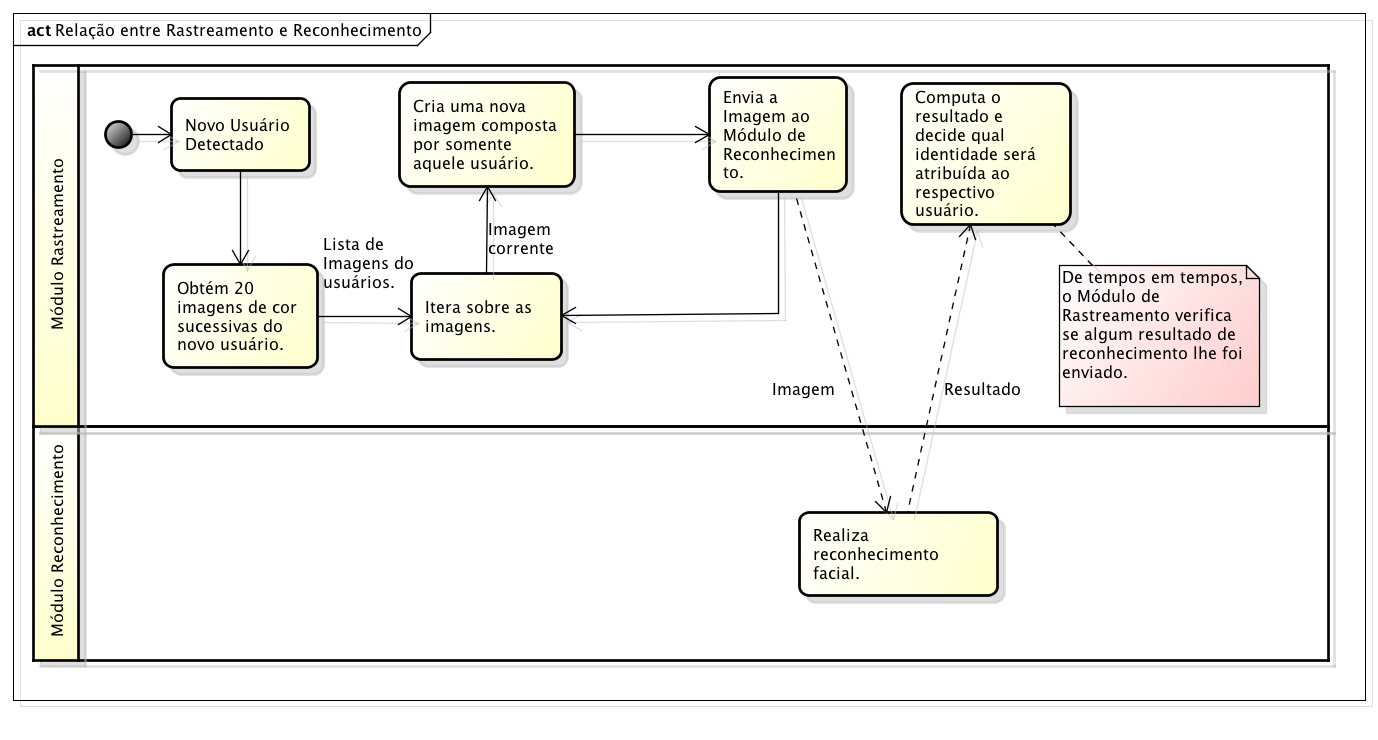 act Relação entre Rastreamento e Reconhecimento
Módulo Rastreamento
Novo Usuário
Detectado
Cria uma nova
imagem composta
por somente
aquele usuário.
Envia a
Imagem ao
Módulo de
Reconhecimen
to.
Computa o
resultado e
decide qual
identidade será
atribuída ao
respectivo
usuário.
Obtém 20
imagens de cor
sucessivas do
novo usuário.
Lista de
Imagens do
usuários.
Itera sobre as
imagens.
Imagem
corrente
De tempos em tempos,
o Módulo de
Rastreamento verifica
se algum resultado de
reconhecimento lhe foi
enviado.
Imagem
Resultado
Módulo Reconhecimento
Realiza
reconhecimento
facial.